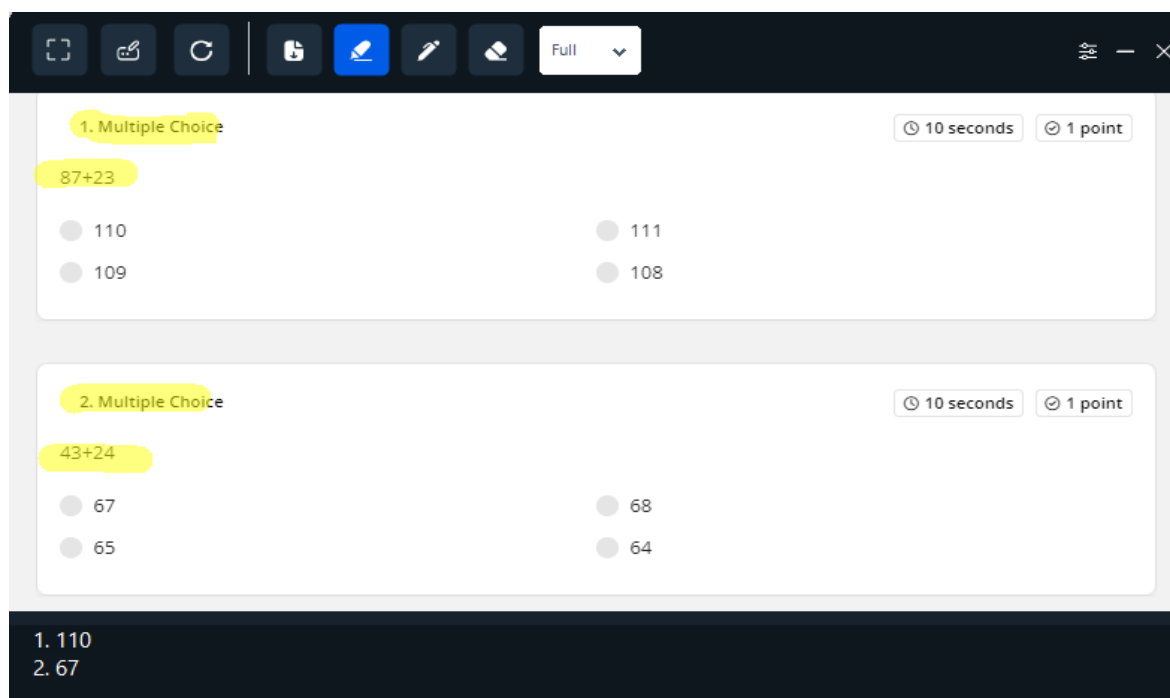 Full
1. Multiple Choice
10 seconds
1 point
87+23
110
111
109
108
2. Multiple Choice
10 seconds
1 point
43+24
67
68
65
64
1. 110
2. 67